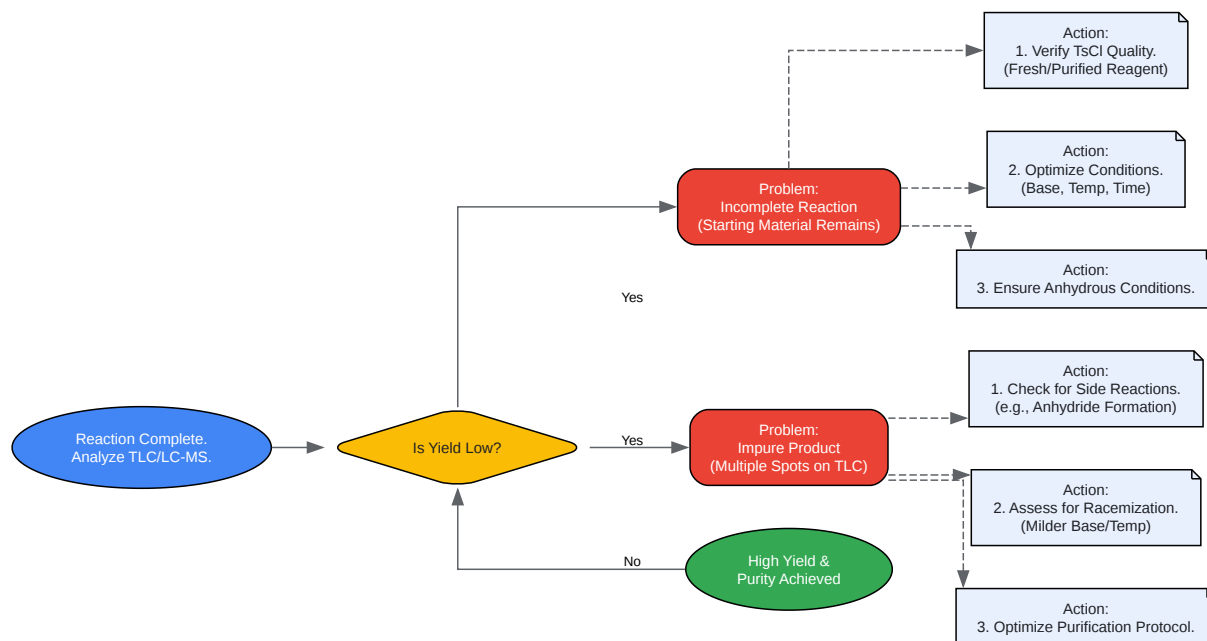 Action:
1. Verify TsCl Quality.
(Fresh/Purified Reagent)
Action:
2. Optimize Conditions.
(Base, Temp, Time)
Problem:
Incomplete Reaction
(Starting Material Remains)
Action:
3. Ensure Anhydrous Conditions.
Yes
Action:
1. Check for Side Reactions.
(e.g., Anhydride Formation)
Reaction Complete.
Analyze TLC/LC-MS.
Is Yield Low?
Yes
Problem:
Impure Product
(Multiple Spots on TLC)
Action:
2. Assess for Racemization.
(Milder Base/Temp)
No
High Yield &
Purity Achieved
Action:
3. Optimize Purification Protocol.